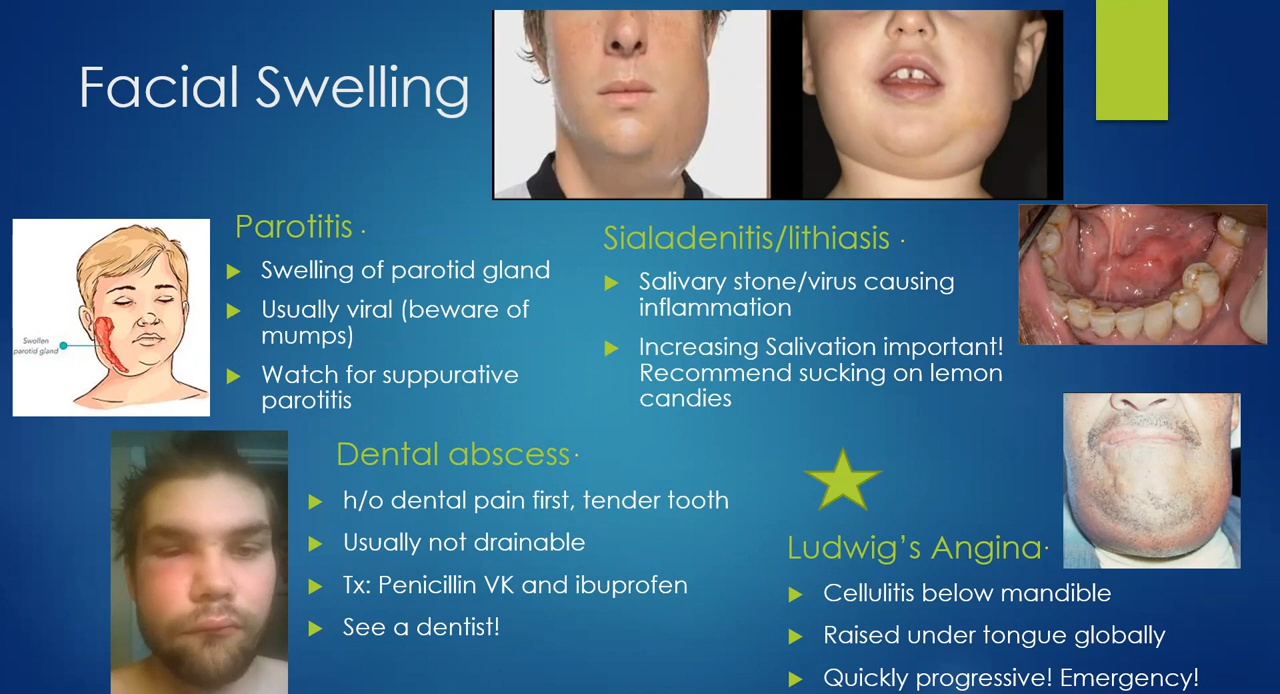 Facial Swelling
Parotitis .
Swelling of parotid gland
Usually viral (beware of
mumps)
Watch for suppurative
parotitis
Swollen
parotid gland
Sialadenitis/lithiasis .
Salivary stone/virus causing
inflammation
Increasing Salivation important!
Recommend sucking on lemon
candies
Dental abscess.
h/o dental pain first, tender tooth
Usually not drainable
Tx: Penicillin VK and ibuprofen
See a dentist!
Ludwig's Angina.
Cellulitis below mandible
Raised under tongue globally
Quickly progressive! Emergency!